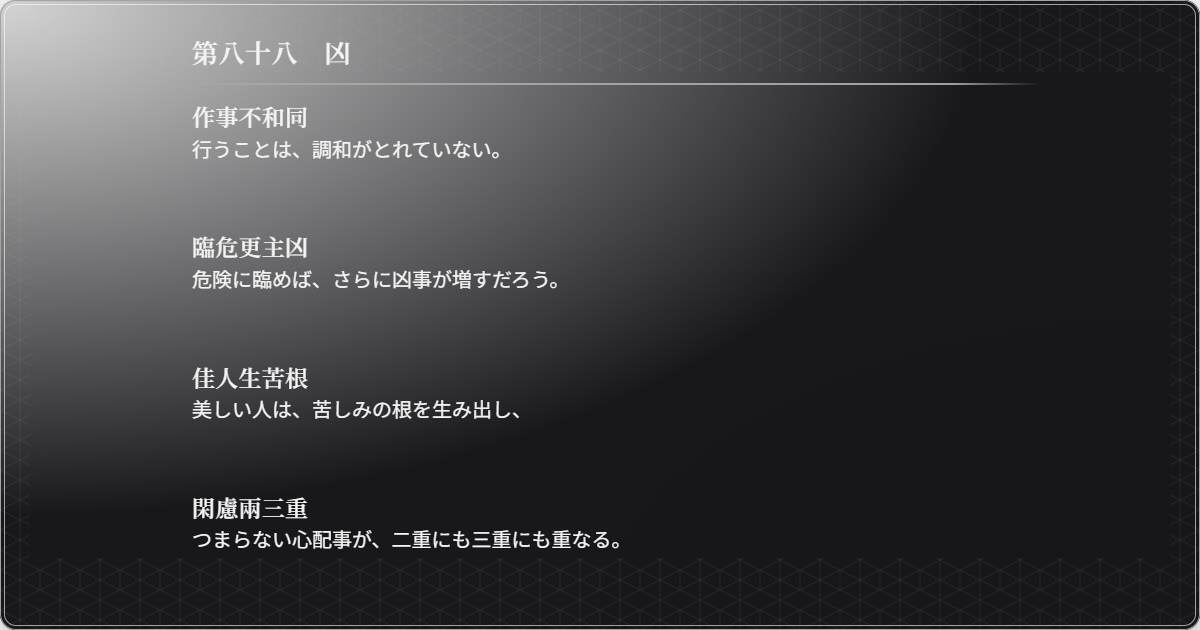 第八十八　凶
作事不和同
行うことは、調和がとれていない。
臨危更主凶
危険に臨めば、さらに凶事が増すだろう。
佳人生苦根
美しい人は、苦しみの根を生み出し、
閑慮兩三重
つまらない心配事が、二重にも三重にも重なる。